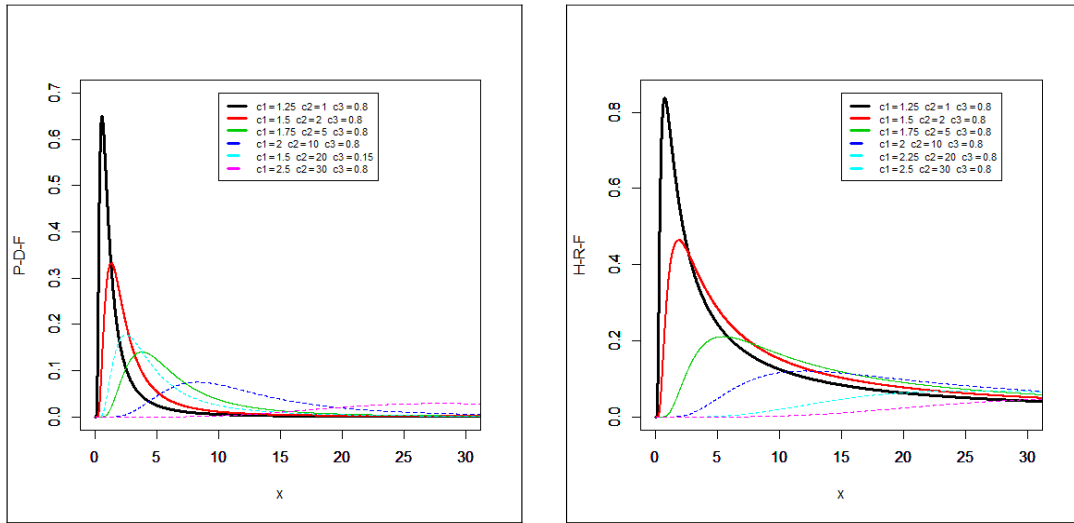 P-D-F
0.0 0.1 0.2 0.3 0.4 0.5 0.6 0.7
c1=1.25 c2=1 c3=0.8
c1=1.5 c2=2 c3=0.8
c1=1.75 c2=5 c3=0.8
c1=2 c2=10 c3=0.8
c1=1.5 c2=20 c3=0.15
c1=2.5 c2=30 c3=0.8
0 5 10 15 20 25 30
X
H-R-F
0.0 0.2 0.4 0.6 0.8
c1=1.25 c2=1 c3=0.8
c1=1.5 c2=2 c3=0.8
c1=1.75 c2=5 c3=0.8
c1=2 c2=10 c3=0.8
c1=2.25 c2=20 c3=0.8
c1=2.5 c2=30 c3=0.8
0 5 10 15 20 25 30
X